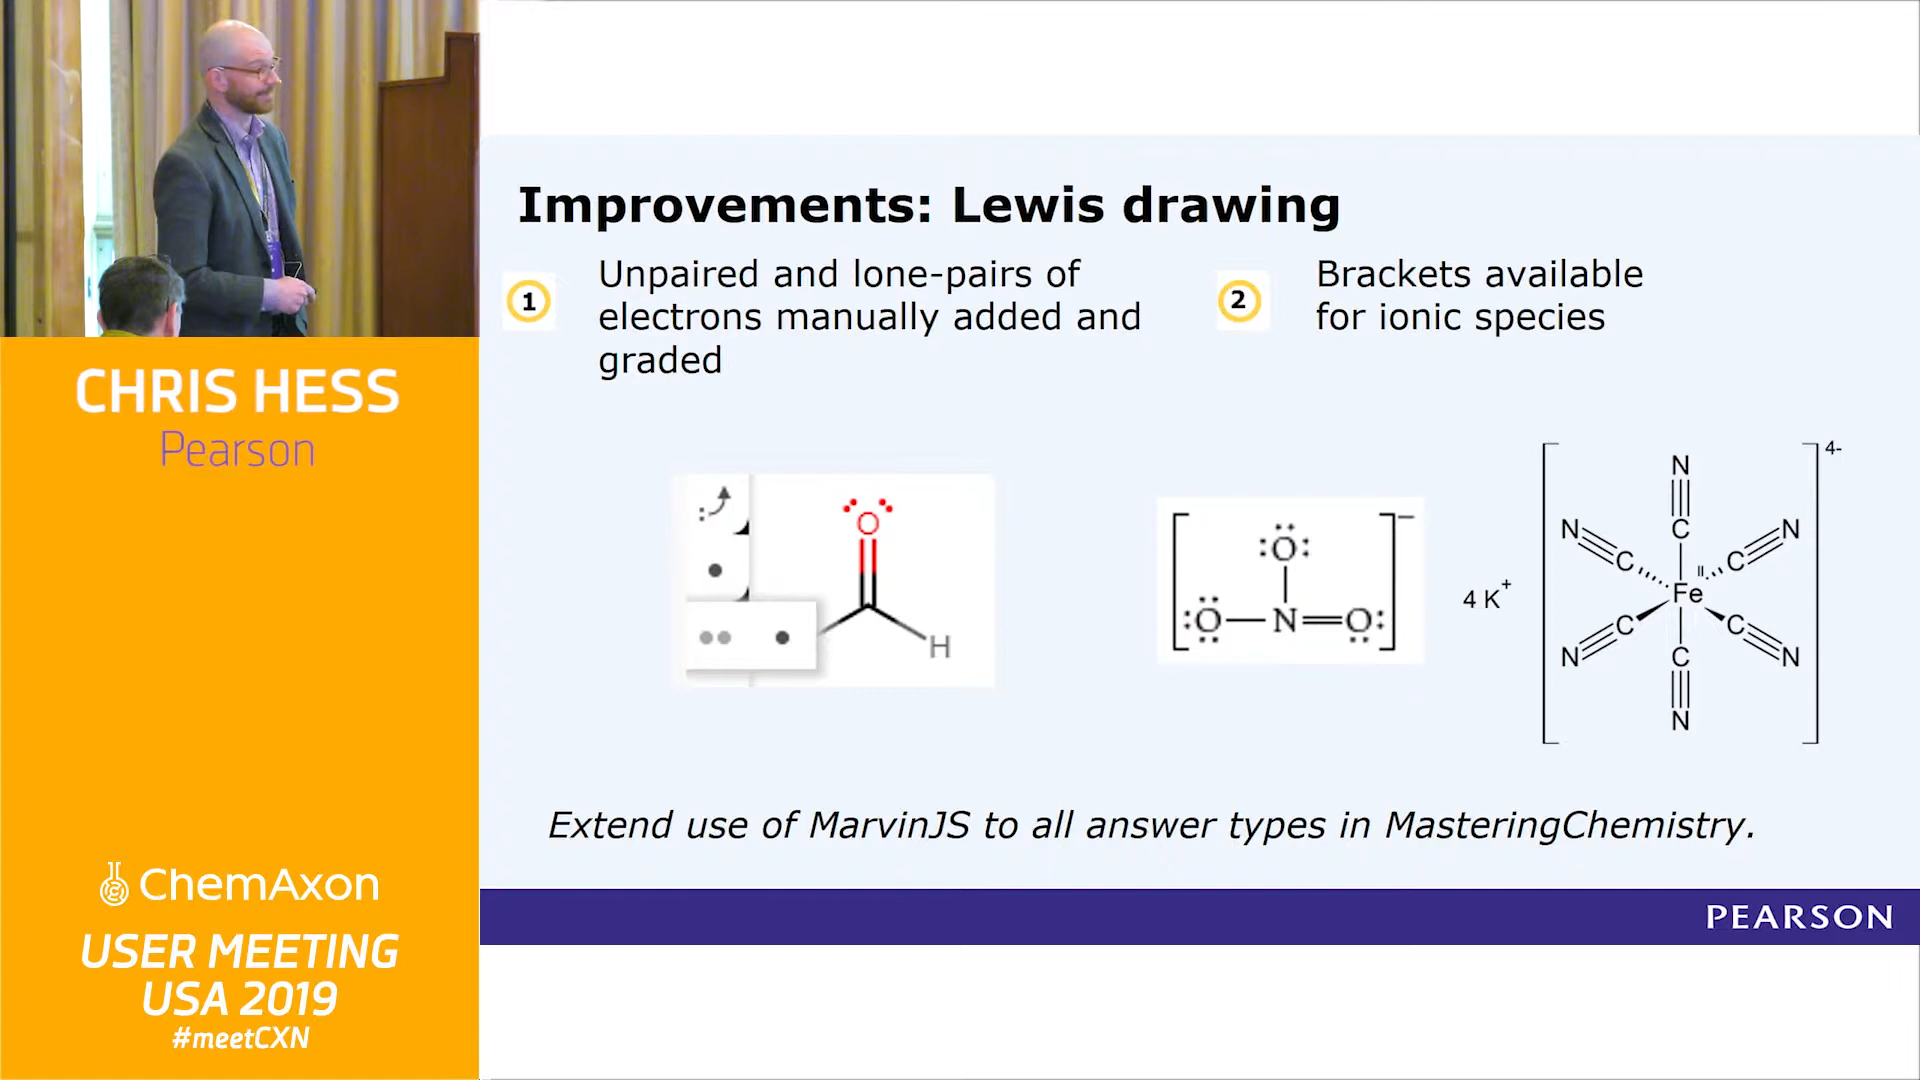 CHRIS HESS
Pearson
ChemAxon
USER MEETING
USA 2019
#meetCXN
Improvements: Lewis drawing
1
Unpaired and lone-pairs of
electrons manually added and
graded
2
Brackets available
for ionic species
O
H
O
O N O
−
4 K+
4-
N
N C C N
C
II
Fe
N C C N
C
N
Extend use of MarvinJS to all answer types in MasteringChemistry.
PEARSON